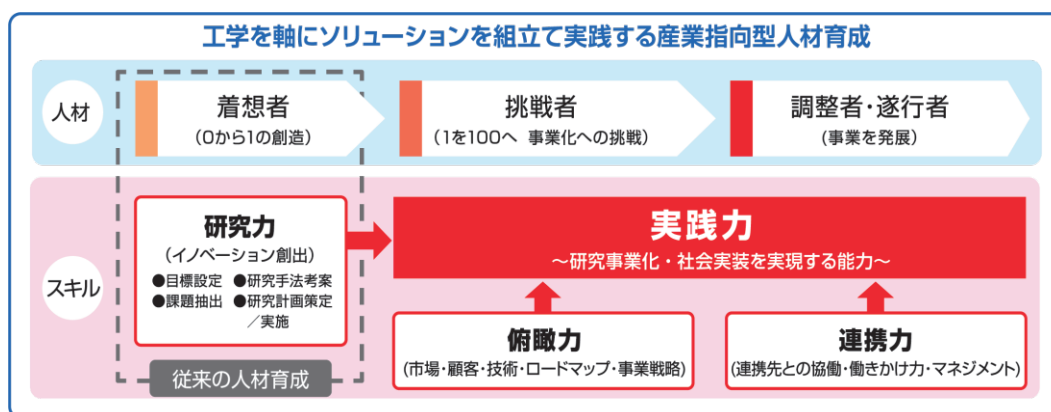 工学を軸にソリューションを組立て実践する産業指向型人材育成
人材
着想者
(0から1の創造)
挑戦者
(1を100へ 事業化への挑戦)
調整者・遂行者
(事業を発展)
スキル
研究力
(イノベーション創出)
●目標設定 ●研究手法考案
●課題抽出 ●研究計画策定
／実施
従来の人材育成
実践力
～研究事業化・社会実装を実現する能力～
俯瞰力
(市場・顧客・技術・ロードマップ・事業戦略)
連携力
(連携先との協働・働きかけ力・マネジメント)